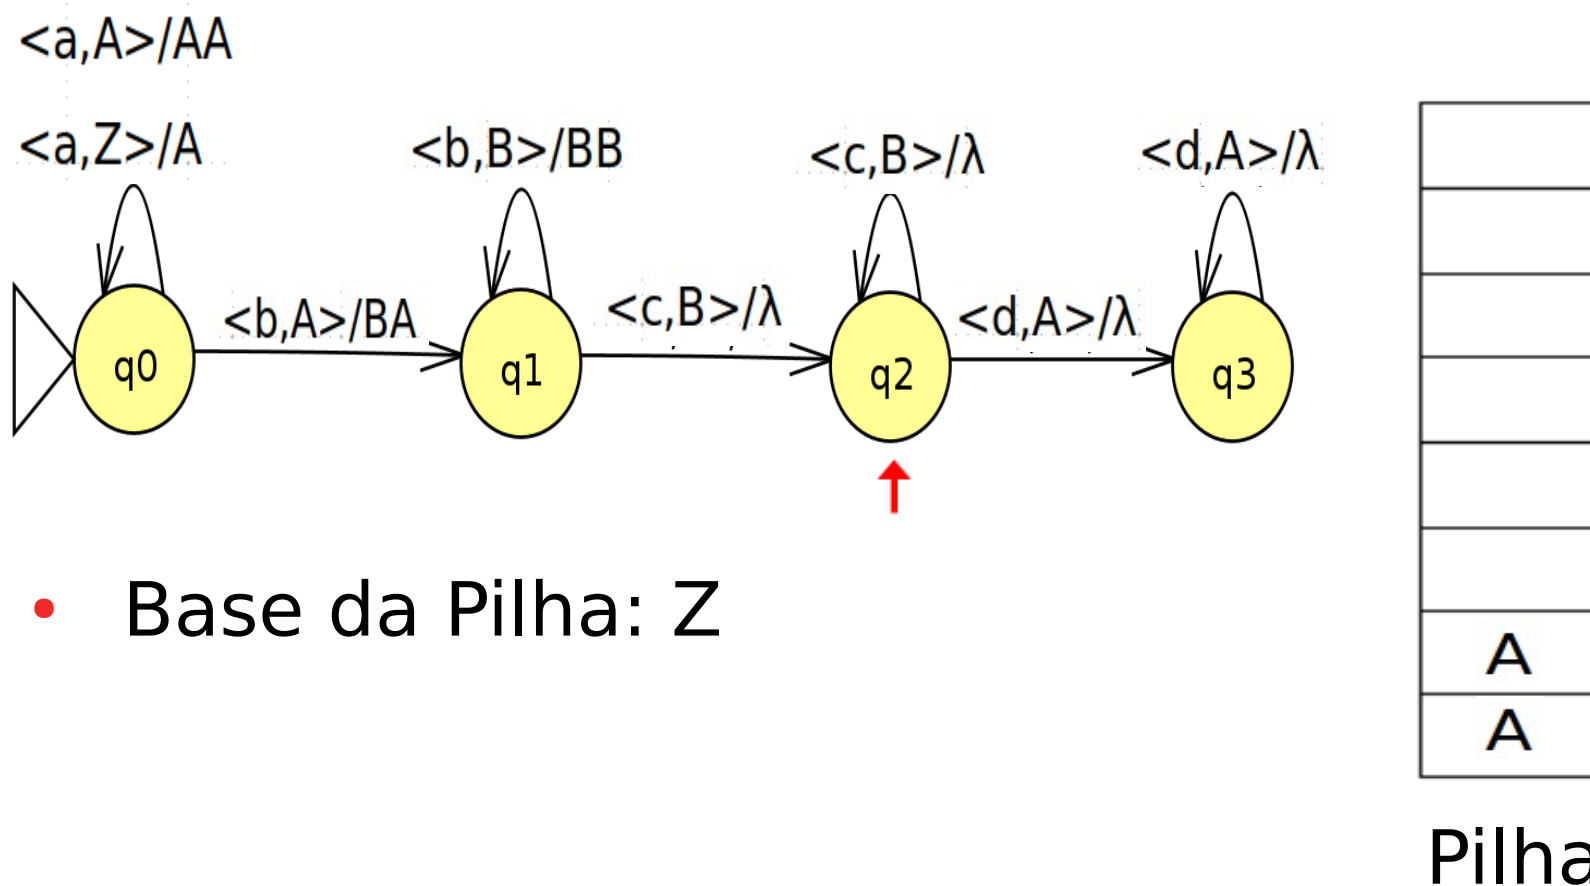 <a,A>/AA
<a,Z>/A
<b,B>/BB
<c,B>/λ
<d,A>/λ
<b,A>/BA
<c,B>/λ
<d,A>/λ
q0
q1
q2
q3
• Base da Pilha: Z
A
A
Pilha